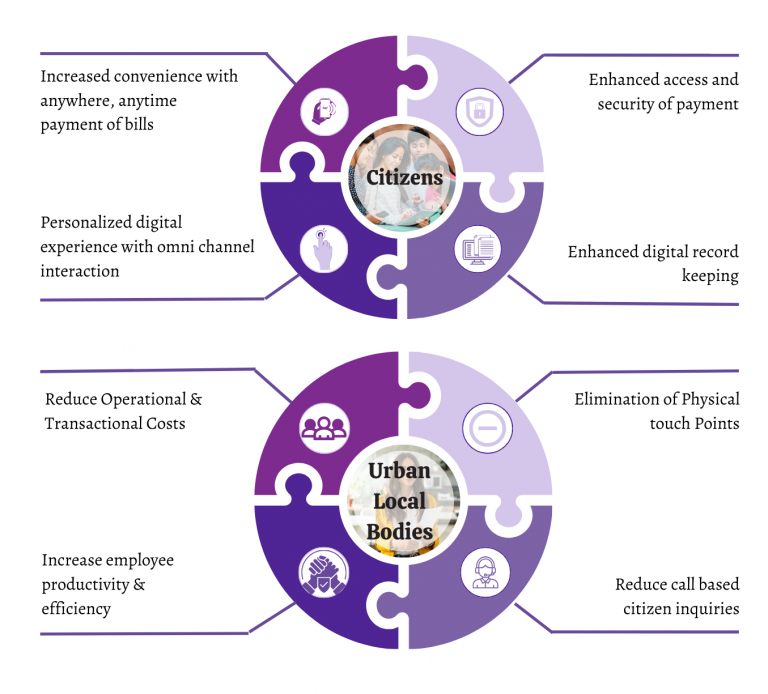 Increased convenience with
anywhere, anytime
payment of bills
Enhanced access and
security of payment
Citizens
Personalized digital
experience with omni channel
interaction
Enhanced digital record
keeping
Reduce Operational &
Transactional Costs
Elimination of Physical
touch Points
Urban
Local
Bodies
Increase employee
productivity &
efficiency
Reduce call based
citizen inquiries